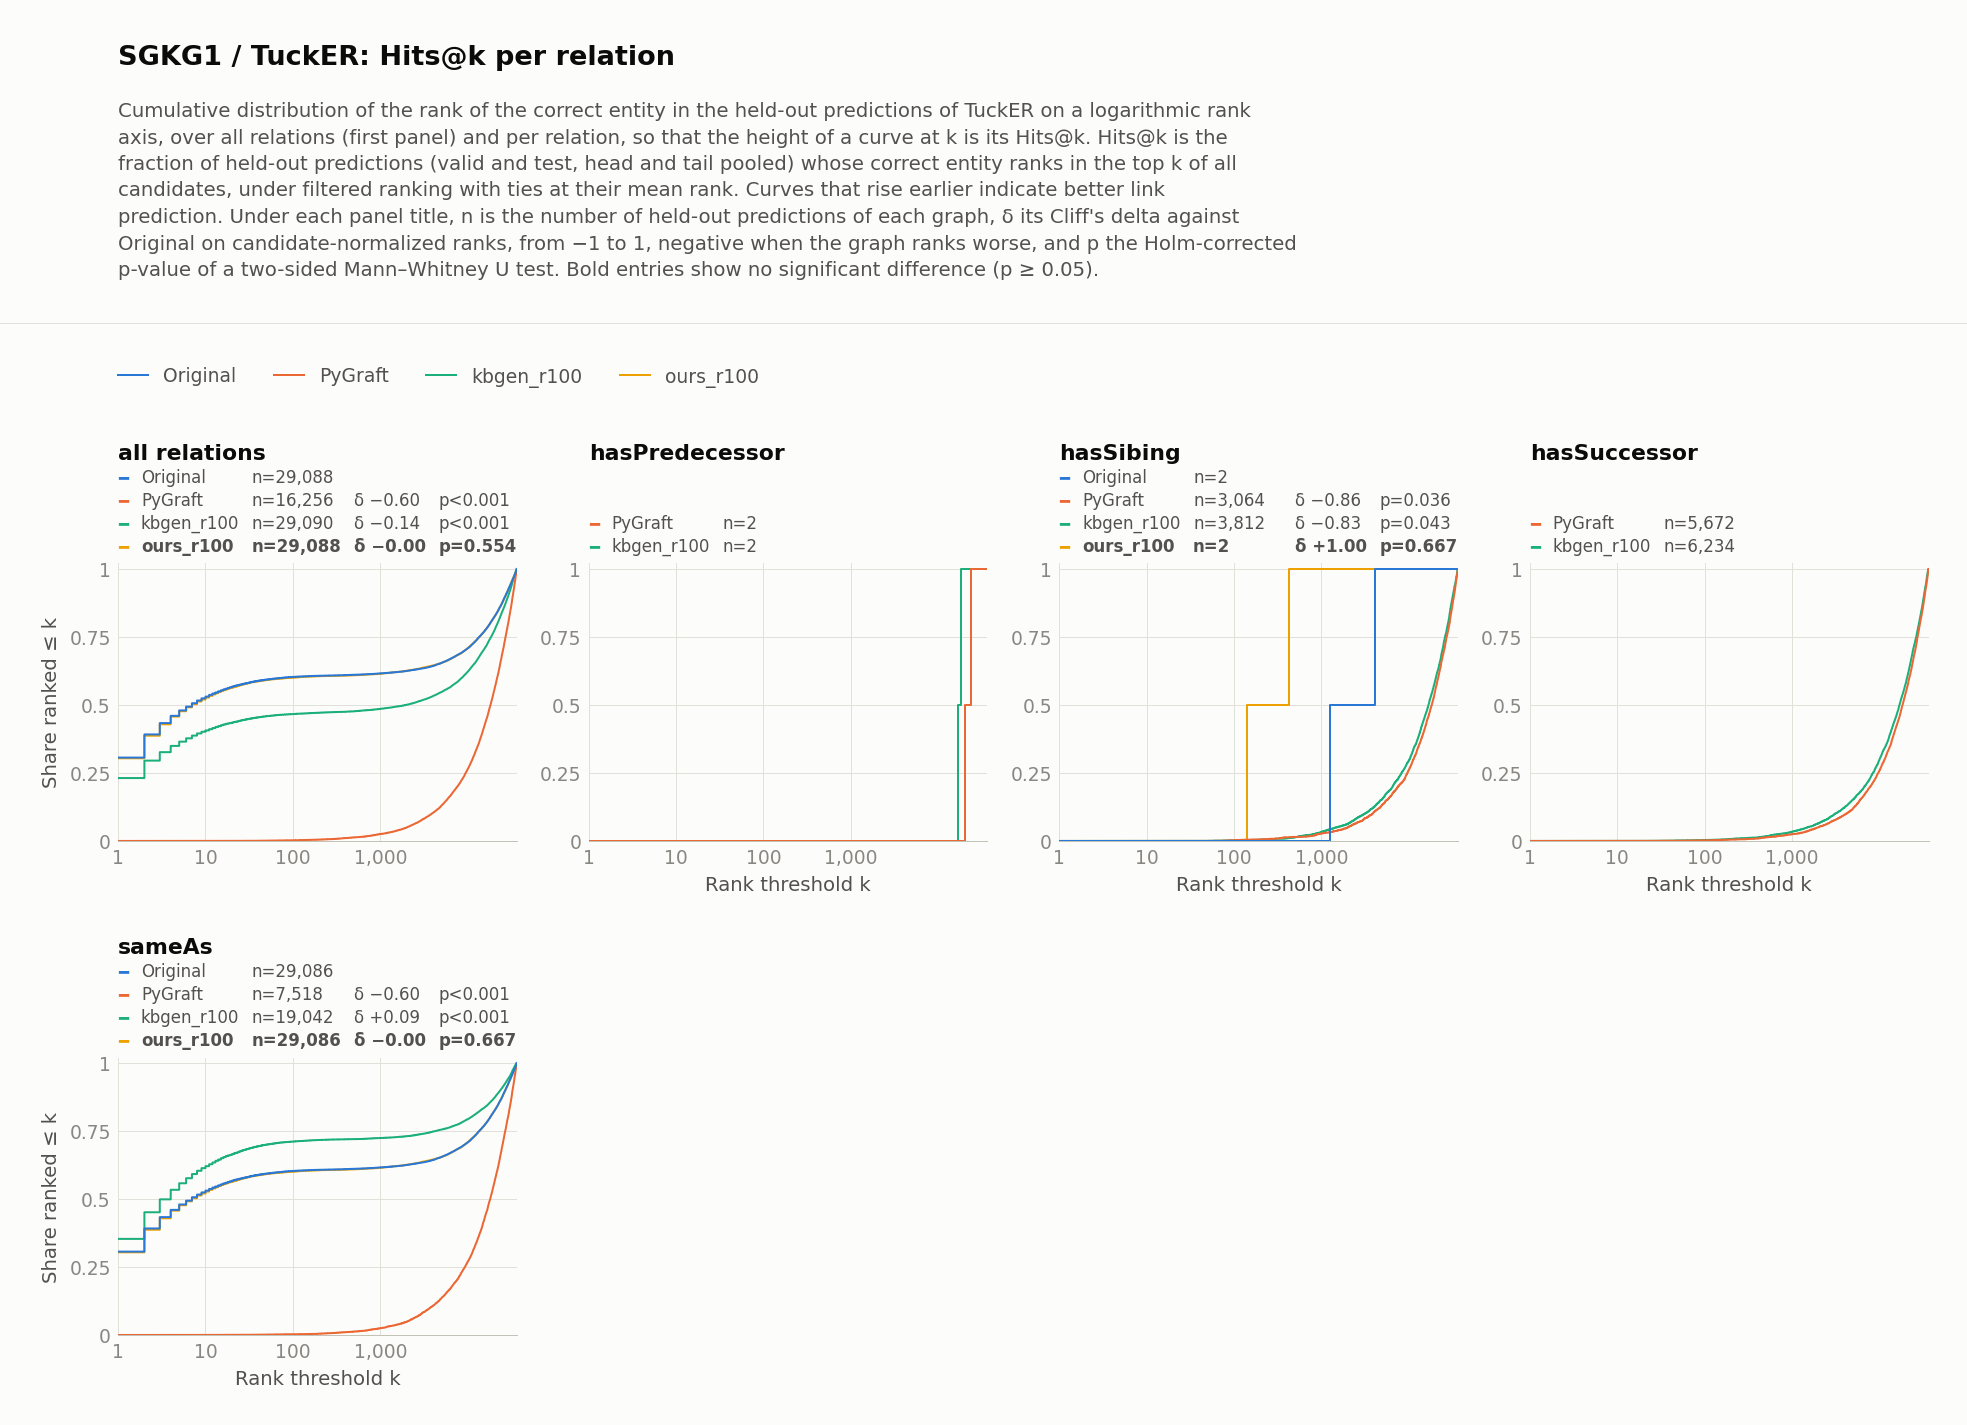 SGKG1 / TuckER: Hits@k per relation
Cumulative distribution of the rank of the correct entity in the held-out predictions of TuckER on a logarithmic rank
axis, over all relations (first panel) and per relation, so that the height of a curve at k is its Hits@k. Hits@k is the
fraction of held-out predictions (valid and test, head and tail pooled) whose correct entity ranks in the top k of all
candidates, under filtered ranking with ties at their mean rank. Curves that rise earlier indicate better link
prediction. Under each panel title, n is the number of held-out predictions of each graph, δ its Cliff's delta against
Original on candidate-normalized ranks, from −1 to 1, negative when the graph ranks worse, and p the Holm-corrected
p-value of a two-sided Mann–Whitney U test. Bold entries show no significant difference (p ≥ 0.05).
Original PyGraft kbgen_r100 ours_r100
all relations
Original n=29,088
PyGraft n=16,256 δ −0.60 p<0.001
kbgen_r100 n=29,090 δ −0.14 p<0.001
ours_r100 n=29,088 δ −0.00 p=0.554
1
0.75
0.5
0.25
0
Share ranked ≤ k
1 10 100 1,000
hasPredecessor
PyGraft n=2
kbgen_r100 n=2
1
0.75
0.5
0.25
0
1 10 100 1,000
Rank threshold k
hasSibing
Original n=2
PyGraft n=3,064 δ −0.86 p=0.036
kbgen_r100 n=3,812 δ −0.83 p=0.043
ours_r100 n=2 δ +1.00 p=0.667
1
0.75
0.5
0.25
0
1 10 100 1,000
Rank threshold k
hasSuccessor
PyGraft n=5,672
kbgen_r100 n=6,234
1
0.75
0.5
0.25
0
1 10 100 1,000
Rank threshold k
sameAs
Original n=29,086
PyGraft n=7,518 δ −0.60 p<0.001
kbgen_r100 n=19,042 δ +0.09 p<0.001
ours_r100 n=29,086 δ −0.00 p=0.667
1
0.75
0.5
0.25
0
Share ranked ≤ k
1 10 100 1,000
Rank threshold k